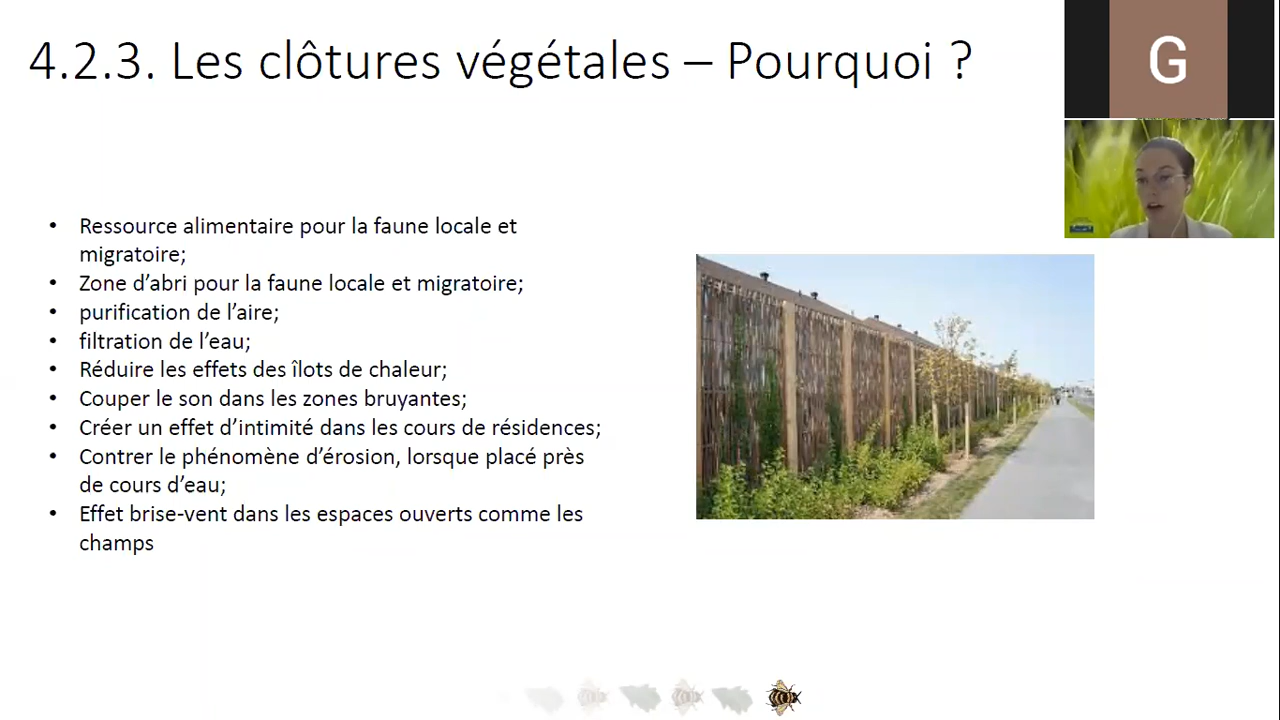 4.2.3. Les clôtures végétales – Pourquoi ?
G
• Ressource alimentaire pour la faune locale et
migratoire;
• Zone d’abri pour la faune locale et migratoire;
• purification de l’aire;
• filtration de l’eau;
• Réduire les effets des îlots de chaleur;
• Couper le son dans les zones bruyantes;
• Créer un effet d’intimité dans les cours de résidences;
• Contrer le phénomène d’érosion, lorsque placé près
de cours d’eau;
• Effet brise-vent dans les espaces ouverts comme les
champs